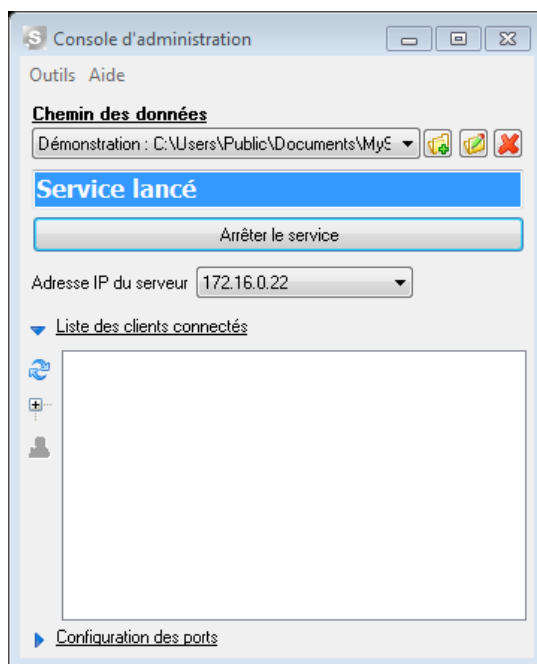 Console d'administration
Outils Aide
Chemin des données
Démonstration : C:\Users\Public\Documents\MyS
Service lancé
Arrêter le service
Adresse IP du serveur 172.16.0.22
Liste des clients connectés
Configuration des ports